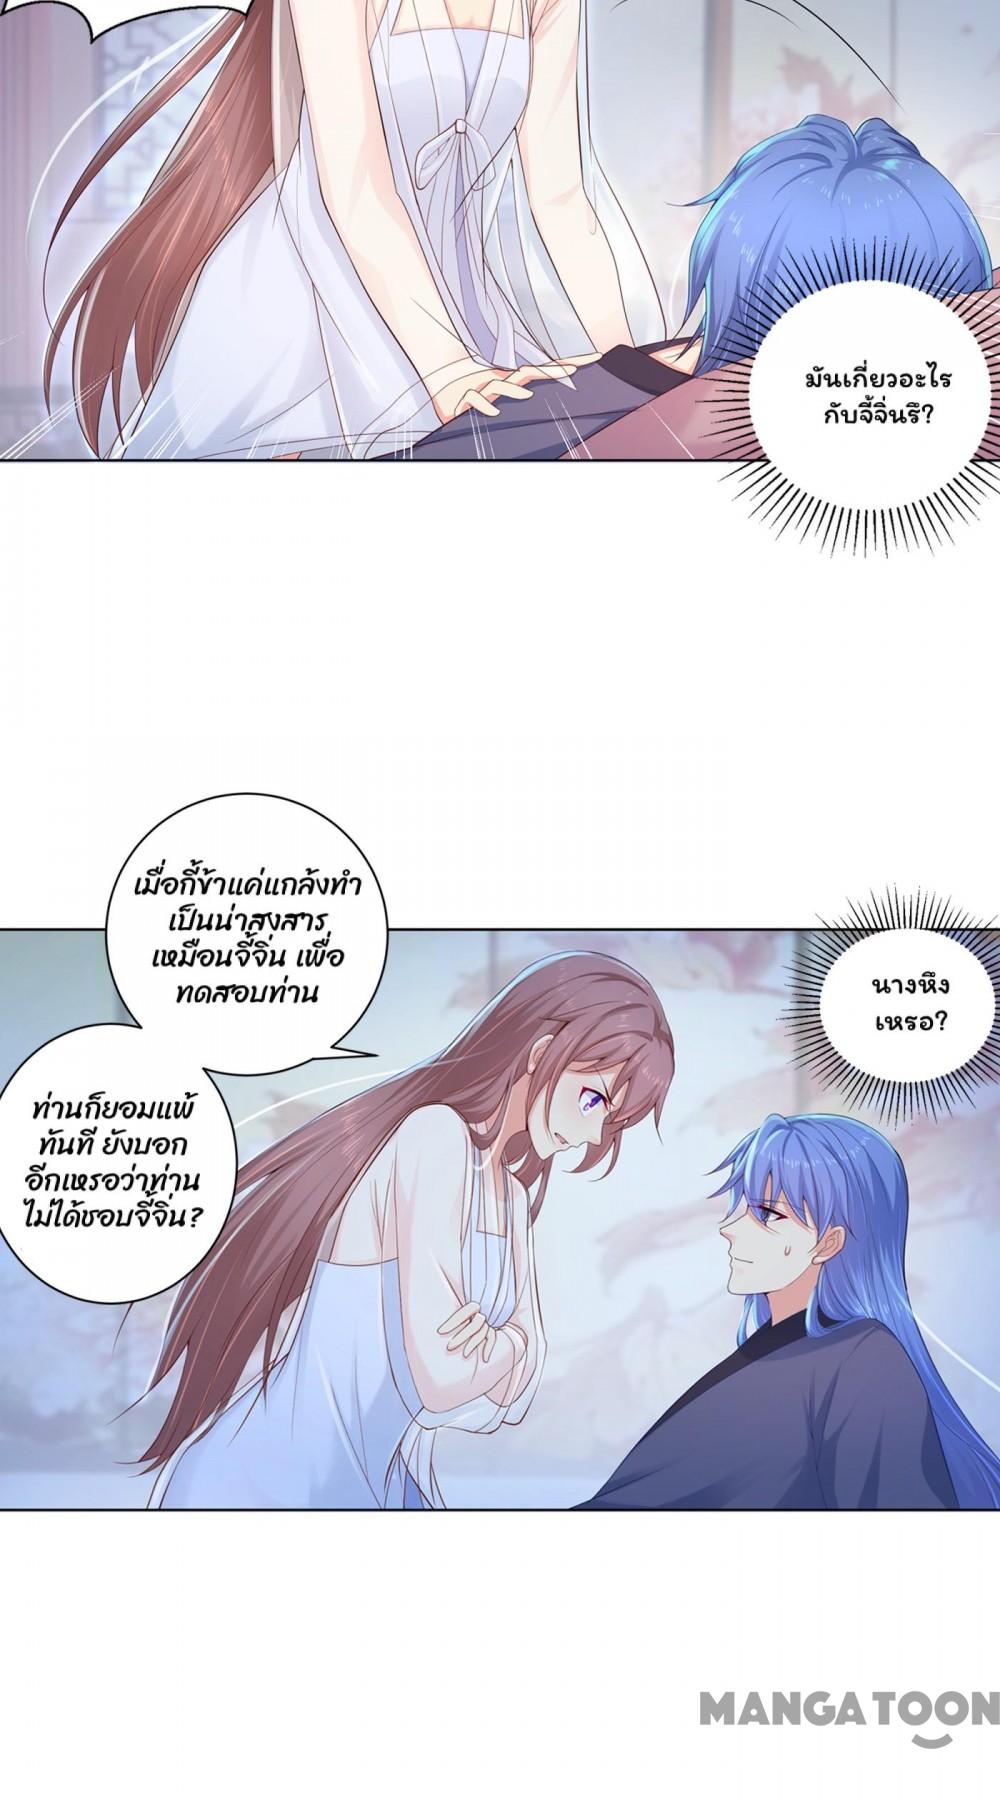 มันเกี่ยวอะไร
กับจี้จิ่นรึ?
เมื่อกี้ข้าแค่แกล้งทำ
เป็นน่าสงสาร
เหมือนจี้จิ่น เพื่อ
ทดสอบท่าน
ท่านก็ยอมแพ้
ทันที ยังบอก
อีกเหรอว่าท่าน
ไม่ได้ชอบจี้จิ่น?
นางหึง
เหรอ?
MANGATOON